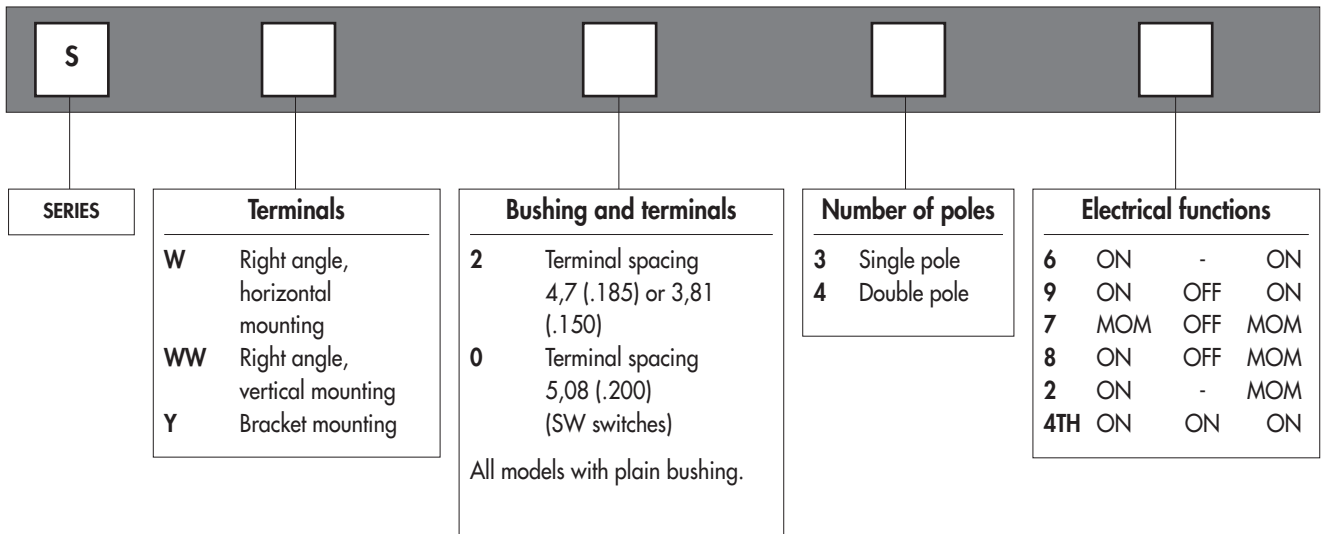 S
SERIES
Terminals
W Right angle,
horizontal
mounting
WW Right angle,
vertical mounting
Y Bracket mounting
Bushing and terminals
2 Terminal spacing
4,7 (.185) or 3,81
(.150)
0 Terminal spacing
5,08 (.200)
(SW switches)
All models with plain bushing.
Number of poles
3 Single pole
4 Double pole
Electrical functions
6 ON - ON
9 ON OFF ON
7 MOM OFF MOM
8 ON OFF MOM
2 ON - MOM
4TH ON ON ON